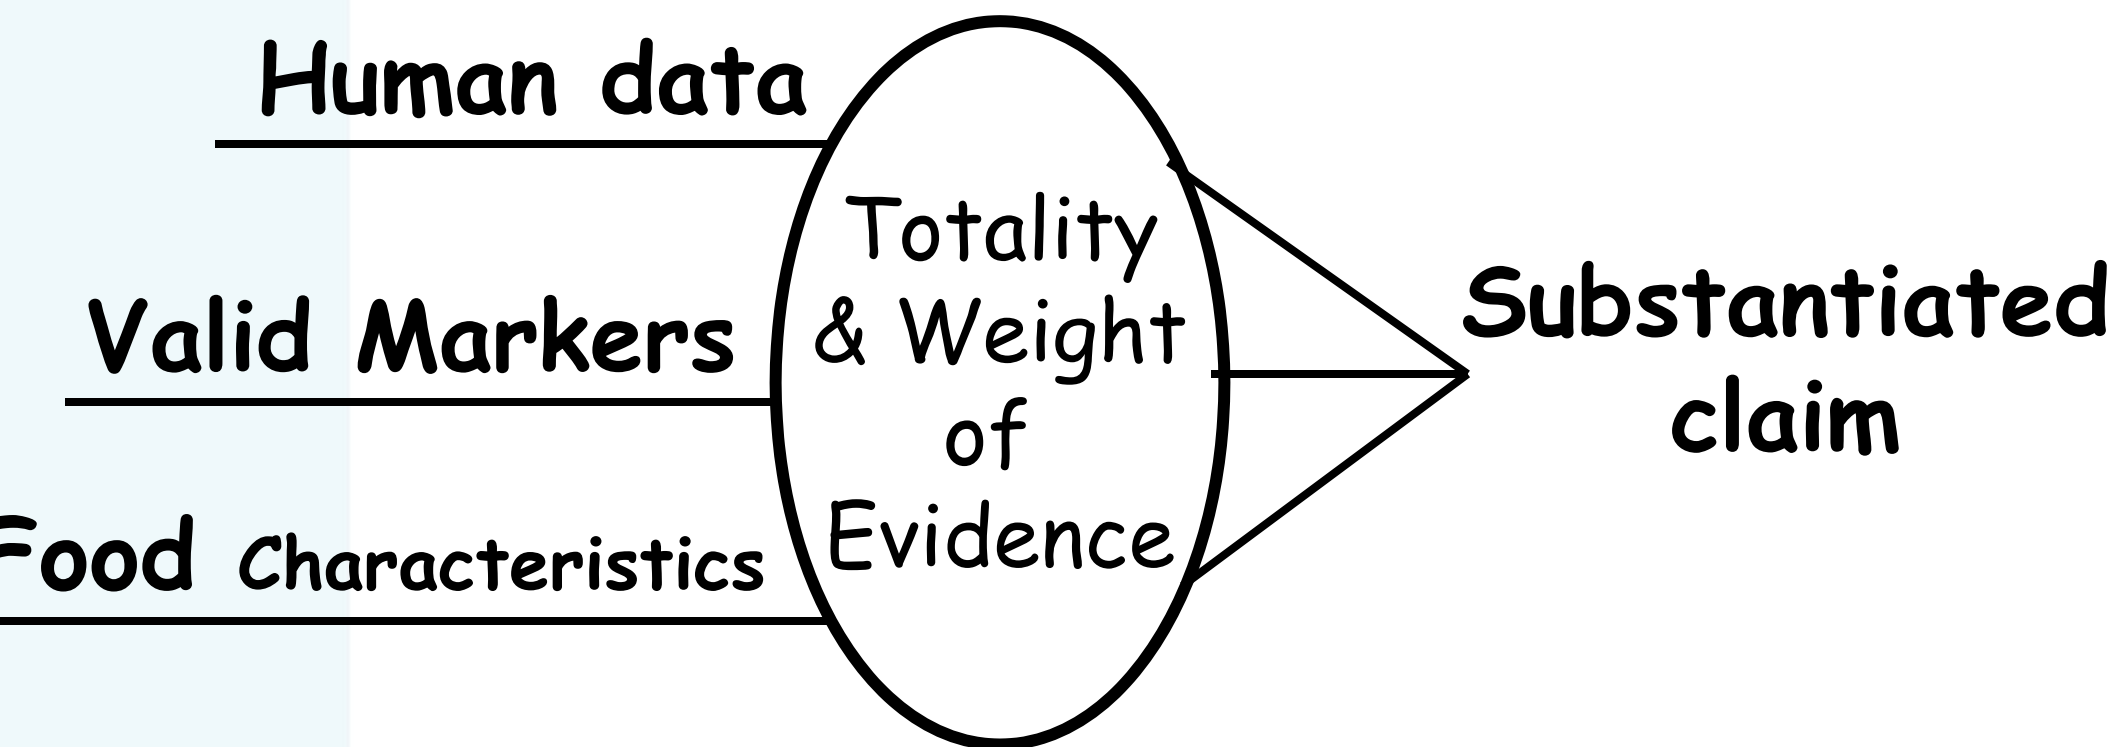 Human data
Valid Markers
Food Characteristics
Totality
& Weight
of
Evidence
Substantiated
claim